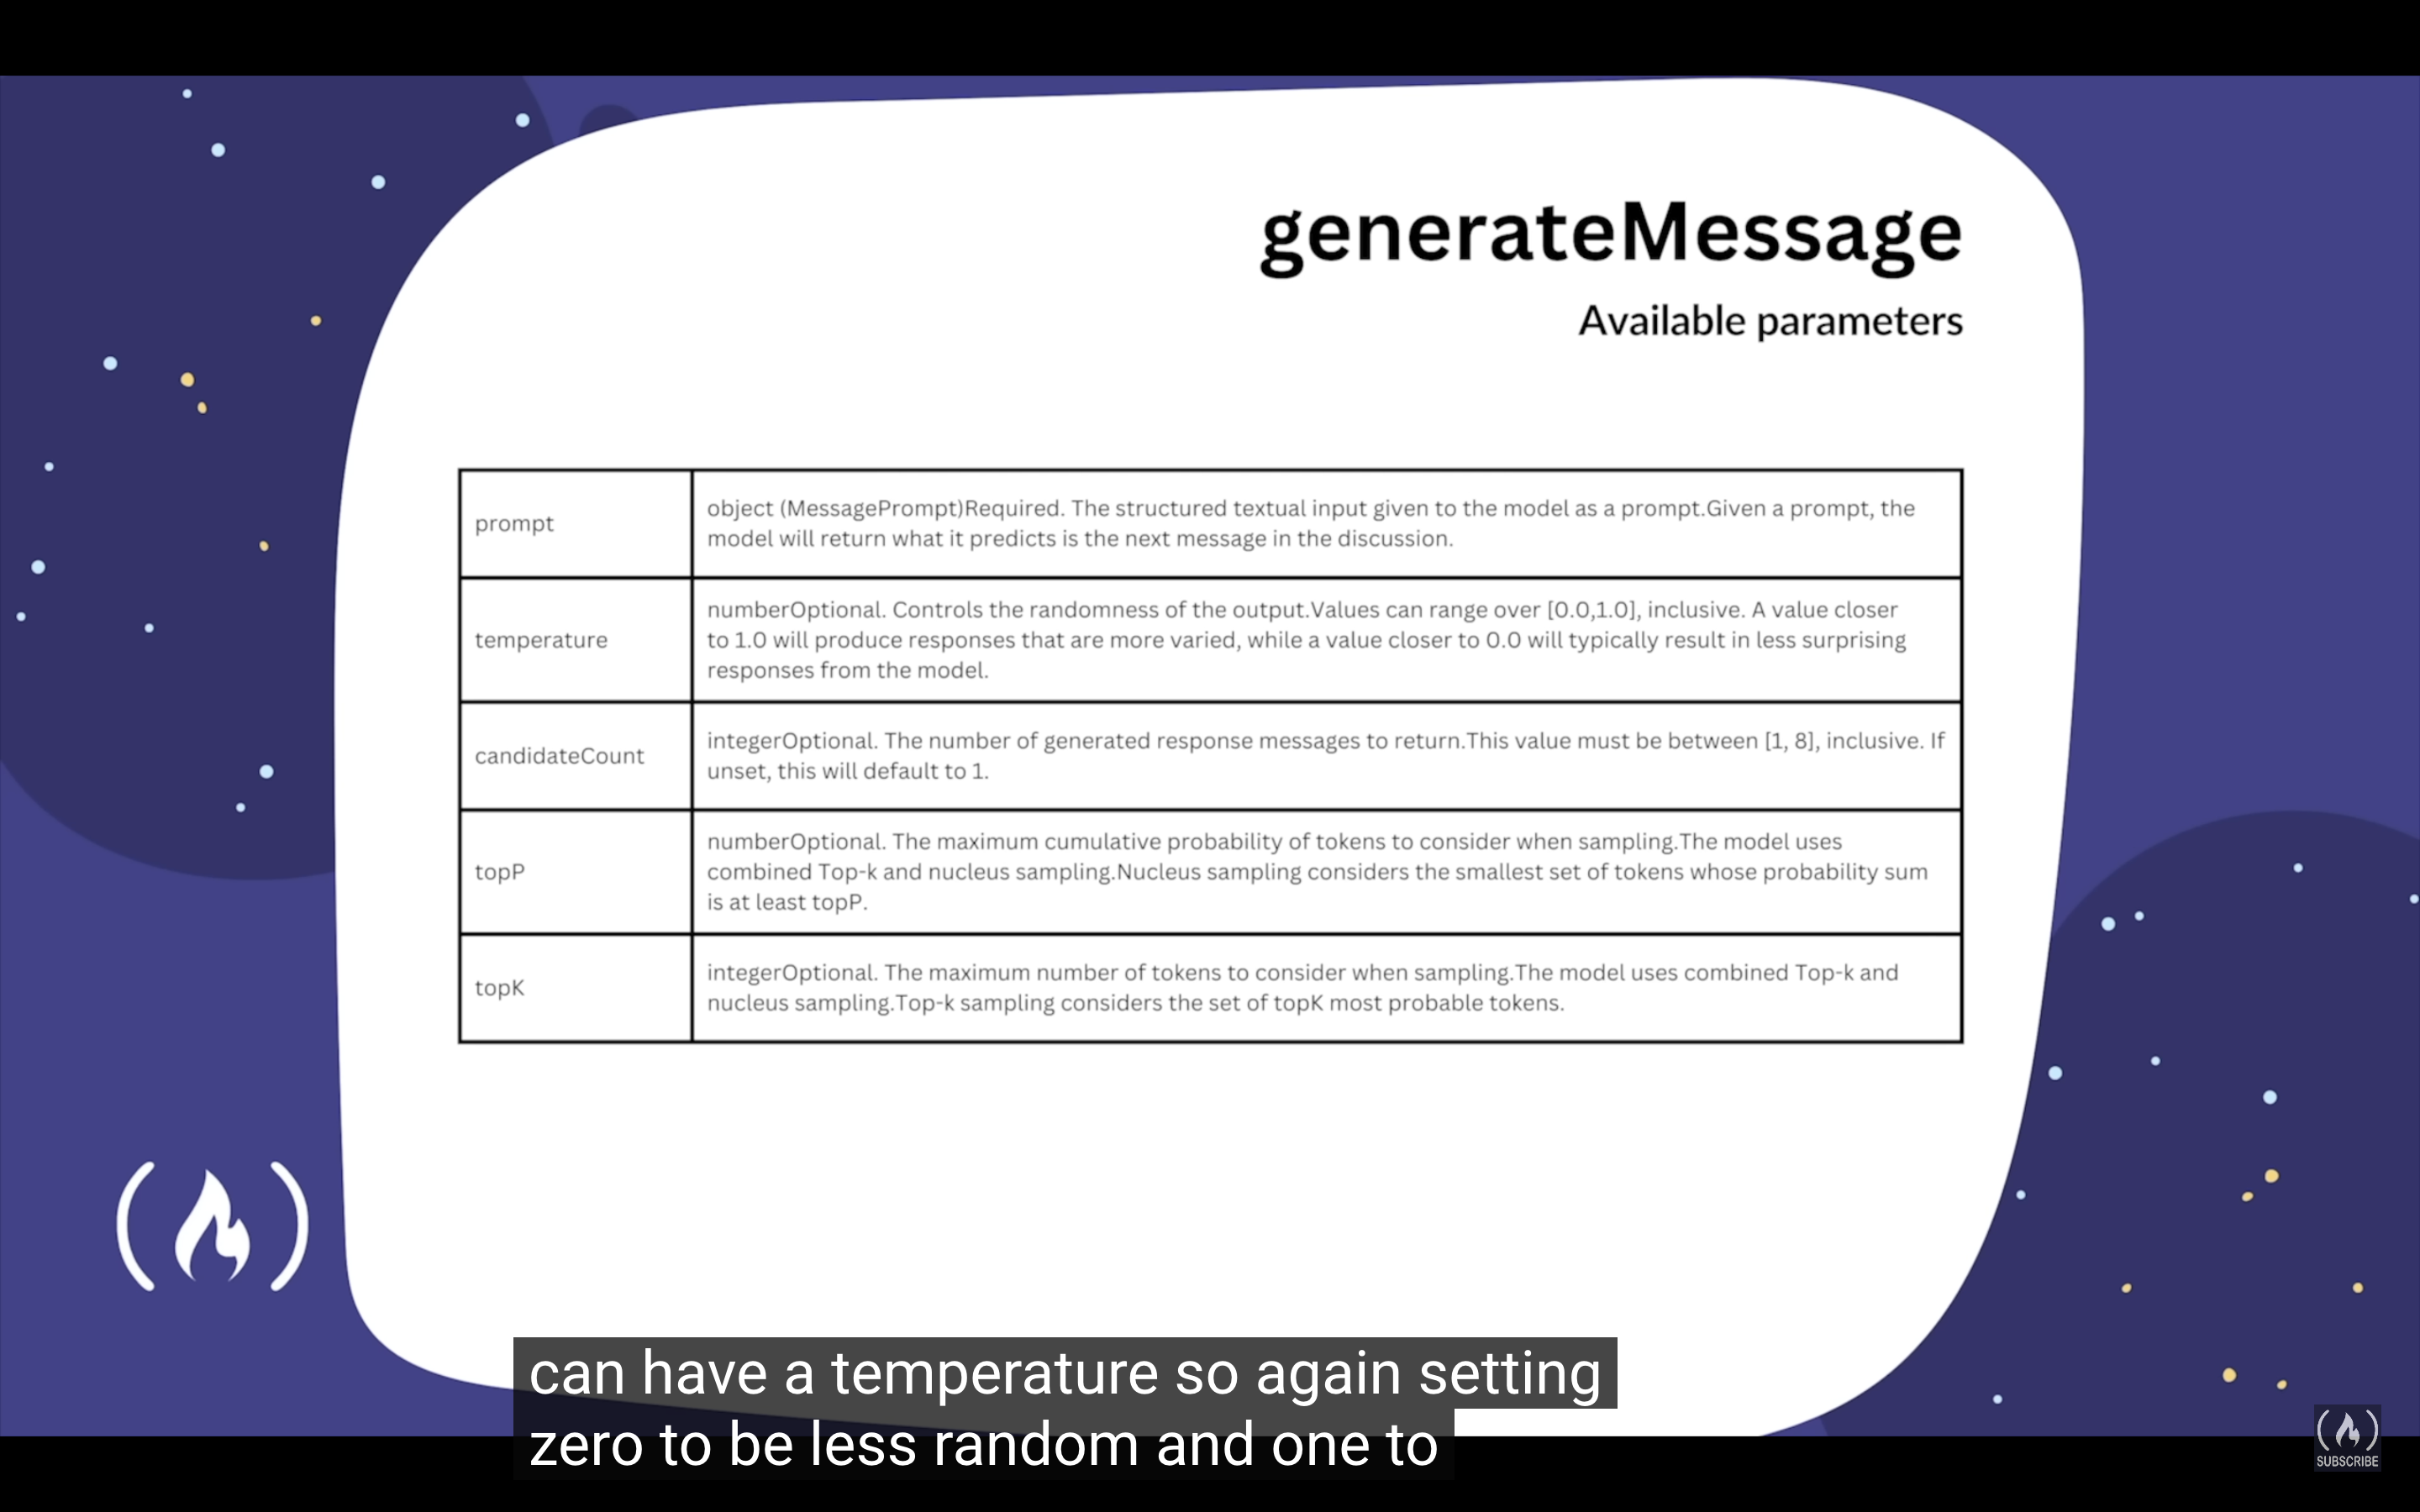 generateMessage
Available parameters
prompt
object (MessagePrompt)Required. The structured textual input given to the model as a prompt.Given a prompt, the
model will return what it predicts is the next message in the discussion.
temperature
numberOptional. Controls the randomness of the output.Values can range over [0.0,1.0], inclusive. A value closer
to 1.0 will produce responses that are more varied, while a value closer to 0.0 will typically result in less surprising
responses from the model.
candidateCount
integerOptional. The number of generated response messages to return.This value must be between [1, 8], inclusive. If
unset, this will default to 1.
topP
numberOptional. The maximum cumulative probability of tokens to consider when sampling.The model uses
combined Top-k and nucleus sampling.Nucleus sampling considers the smallest set of tokens whose probability sum
is at least topP.
topK
integerOptional. The maximum number of tokens to consider when sampling.The model uses combined Top-k and
nucleus sampling.Top-k sampling considers the set of topK most probable tokens.
can have a temperature so again setting
zero to be less random and one to
SUBSCRIBE